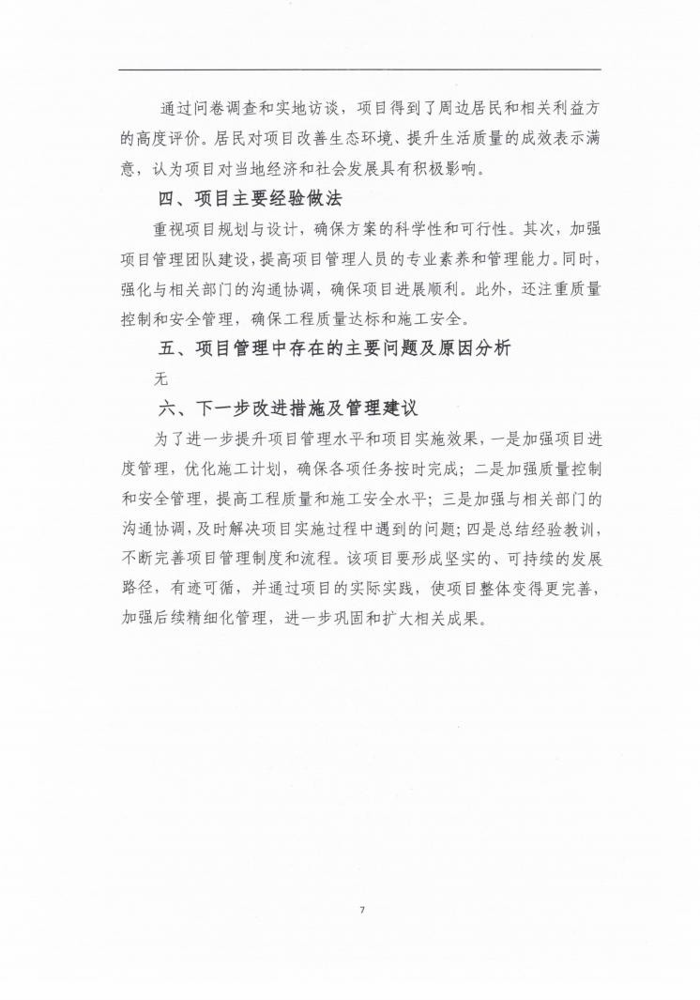 通过问卷调查和实地访谈，项目得到了周边居民和相关利益方
的高度评价。居民对项目改善生态环境、提升生活质量的成效表示满
意，认为项目对当地经济和社会发展具有积极影响。
四、项目主要经验做法
重视项目规划与设计，确保方案的科学性和可行性。其次，加强
项目管理团队建设，提高项目管理人员的专业素养和管理能力。同时，
强化与相关部门的沟通协调，确保项目进展顺利。此外，还注重质量
控制和安全管理，确保工程质量达标和施工安全。
五、项目管理中存在的主要问题及原因分析
无
六、下一步改进措施及管理建议
为了进一步提升项目管理水平和项目实施效果，一是加强项目进
度管理，优化施工计划，确保各项任务按时完成；二是加强质量控制
和安全管理，提高工程质量和施工安全水平；三是加强与相关部门的
沟通协调，及时解决项目实施过程中遇到的问题；四是总结经验教训，
不断完善项目管理制度和流程。该项目要形成坚实的、可持续的发展
路径，有迹可循，并通过项目的实际实践，使项目整体变得更完善，
加强后续精细化管理，进一步巩固和扩大相关成果。
7